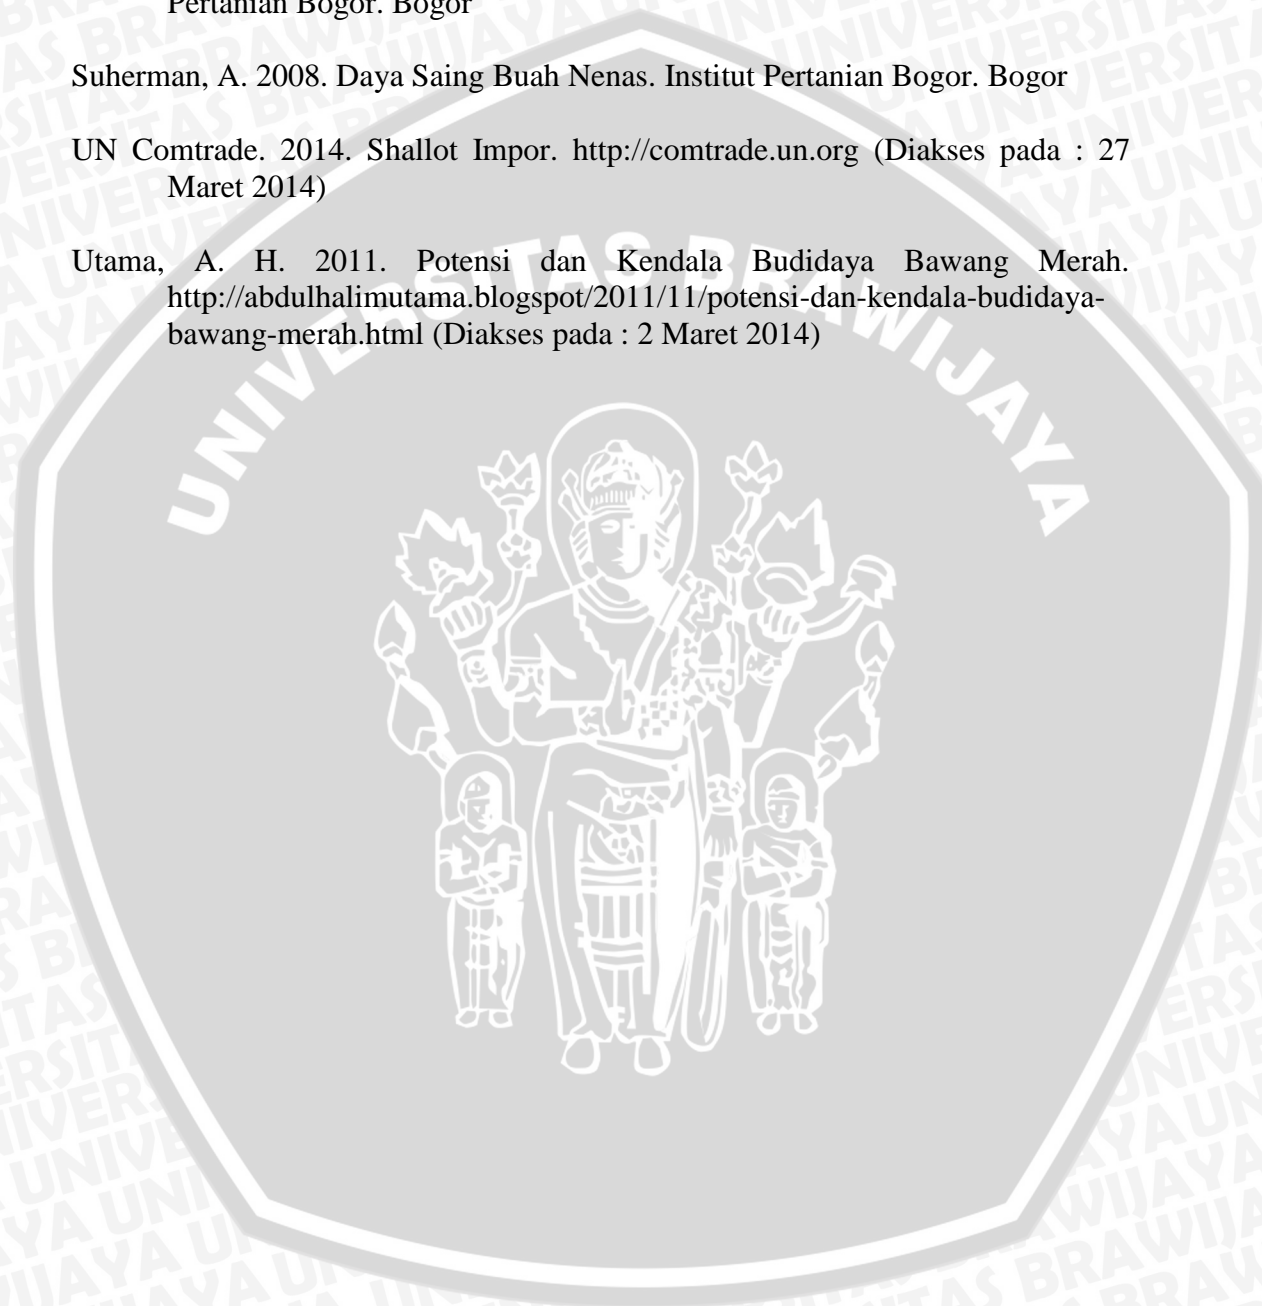 Pertanian Bogor. Bogor
Suherman, A. 2008. Daya Saing Buah Nenas. Institut Pertanian Bogor. Bogor
UN Comtrade. 2014. Shallot Impor. http://comtrade.un.org (Diakses pada : 27
Maret 2014)
Utama, A. H. 2011. Potensi dan Kendala Budidaya Bawang Merah.
http://abdulhalimutama.blogspot/2011/11/potensi-dan-kendala-budidaya-
bawang-merah.html (Diakses pada : 2 Maret 2014)
UNIVERSITAS BRAWIJAYA